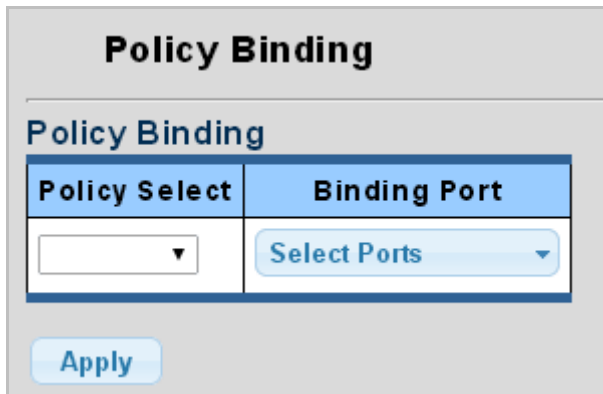 Policy Binding
Policy Binding
Policy Select Binding Port
Select Ports
Apply